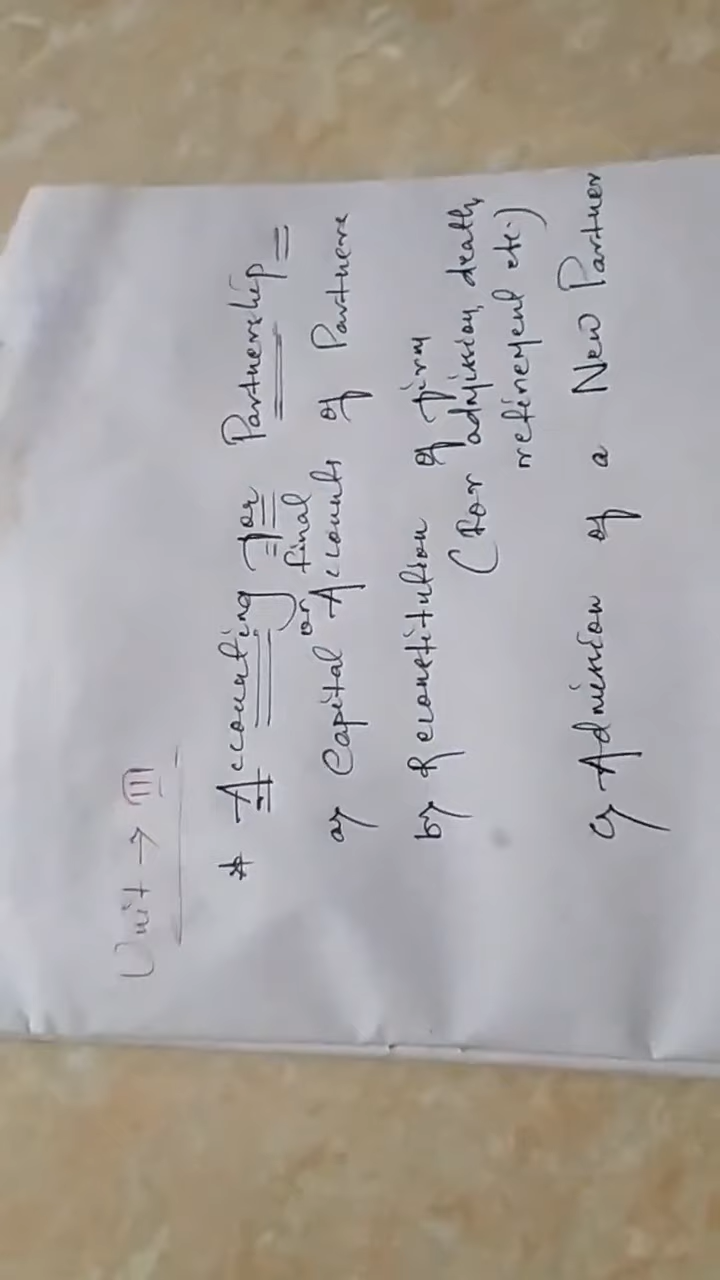 Unit → III
* Accounting for Partnership =
or final
a) Capital Accounts of Partners
b) Reconstitution of firm
(For admission, death,
retirement etc.)
c) Admission of a New Partner